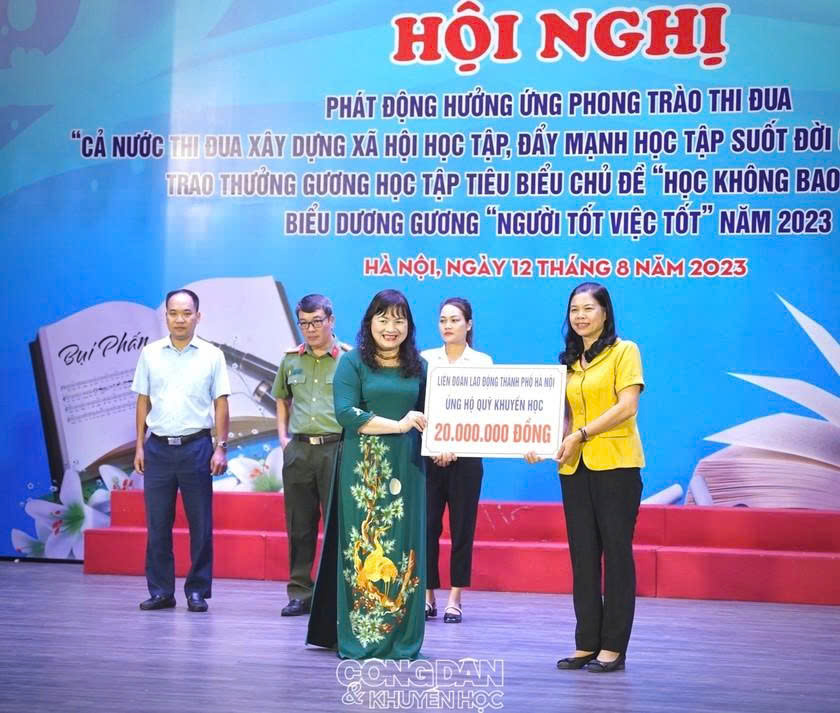 HỘI NGHỊ
PHÁT ĐỘNG HƯỞNG ỨNG PHONG TRÀO THI ĐUA
“CẢ NƯỚC THI ĐUA XÂY DỰNG XÃ HỘI HỌC TẬP, ĐẨY MẠNH HỌC TẬP SUỐT ĐỜI
TRAO THƯỞNG GƯƠNG HỌC TẬP TIÊU BIỂU CHỦ ĐỀ “HỌC KHÔNG BAO
BIỂU DƯƠNG GƯƠNG “NGƯỜI TỐT VIỆC TỐT” NĂM 2023
HÀ NỘI, NGÀY 12 THÁNG 8 NĂM 2023
Bụi Phấn
LIÊN ĐOÀN LAO ĐỘNG THÀNH PHỐ HÀ NỘI
ỦNG HỘ QUỸ KHUYẾN HỌC
20.000.000 ĐỒNG
CÔNG DÂN
& KHUYẾN HỌC